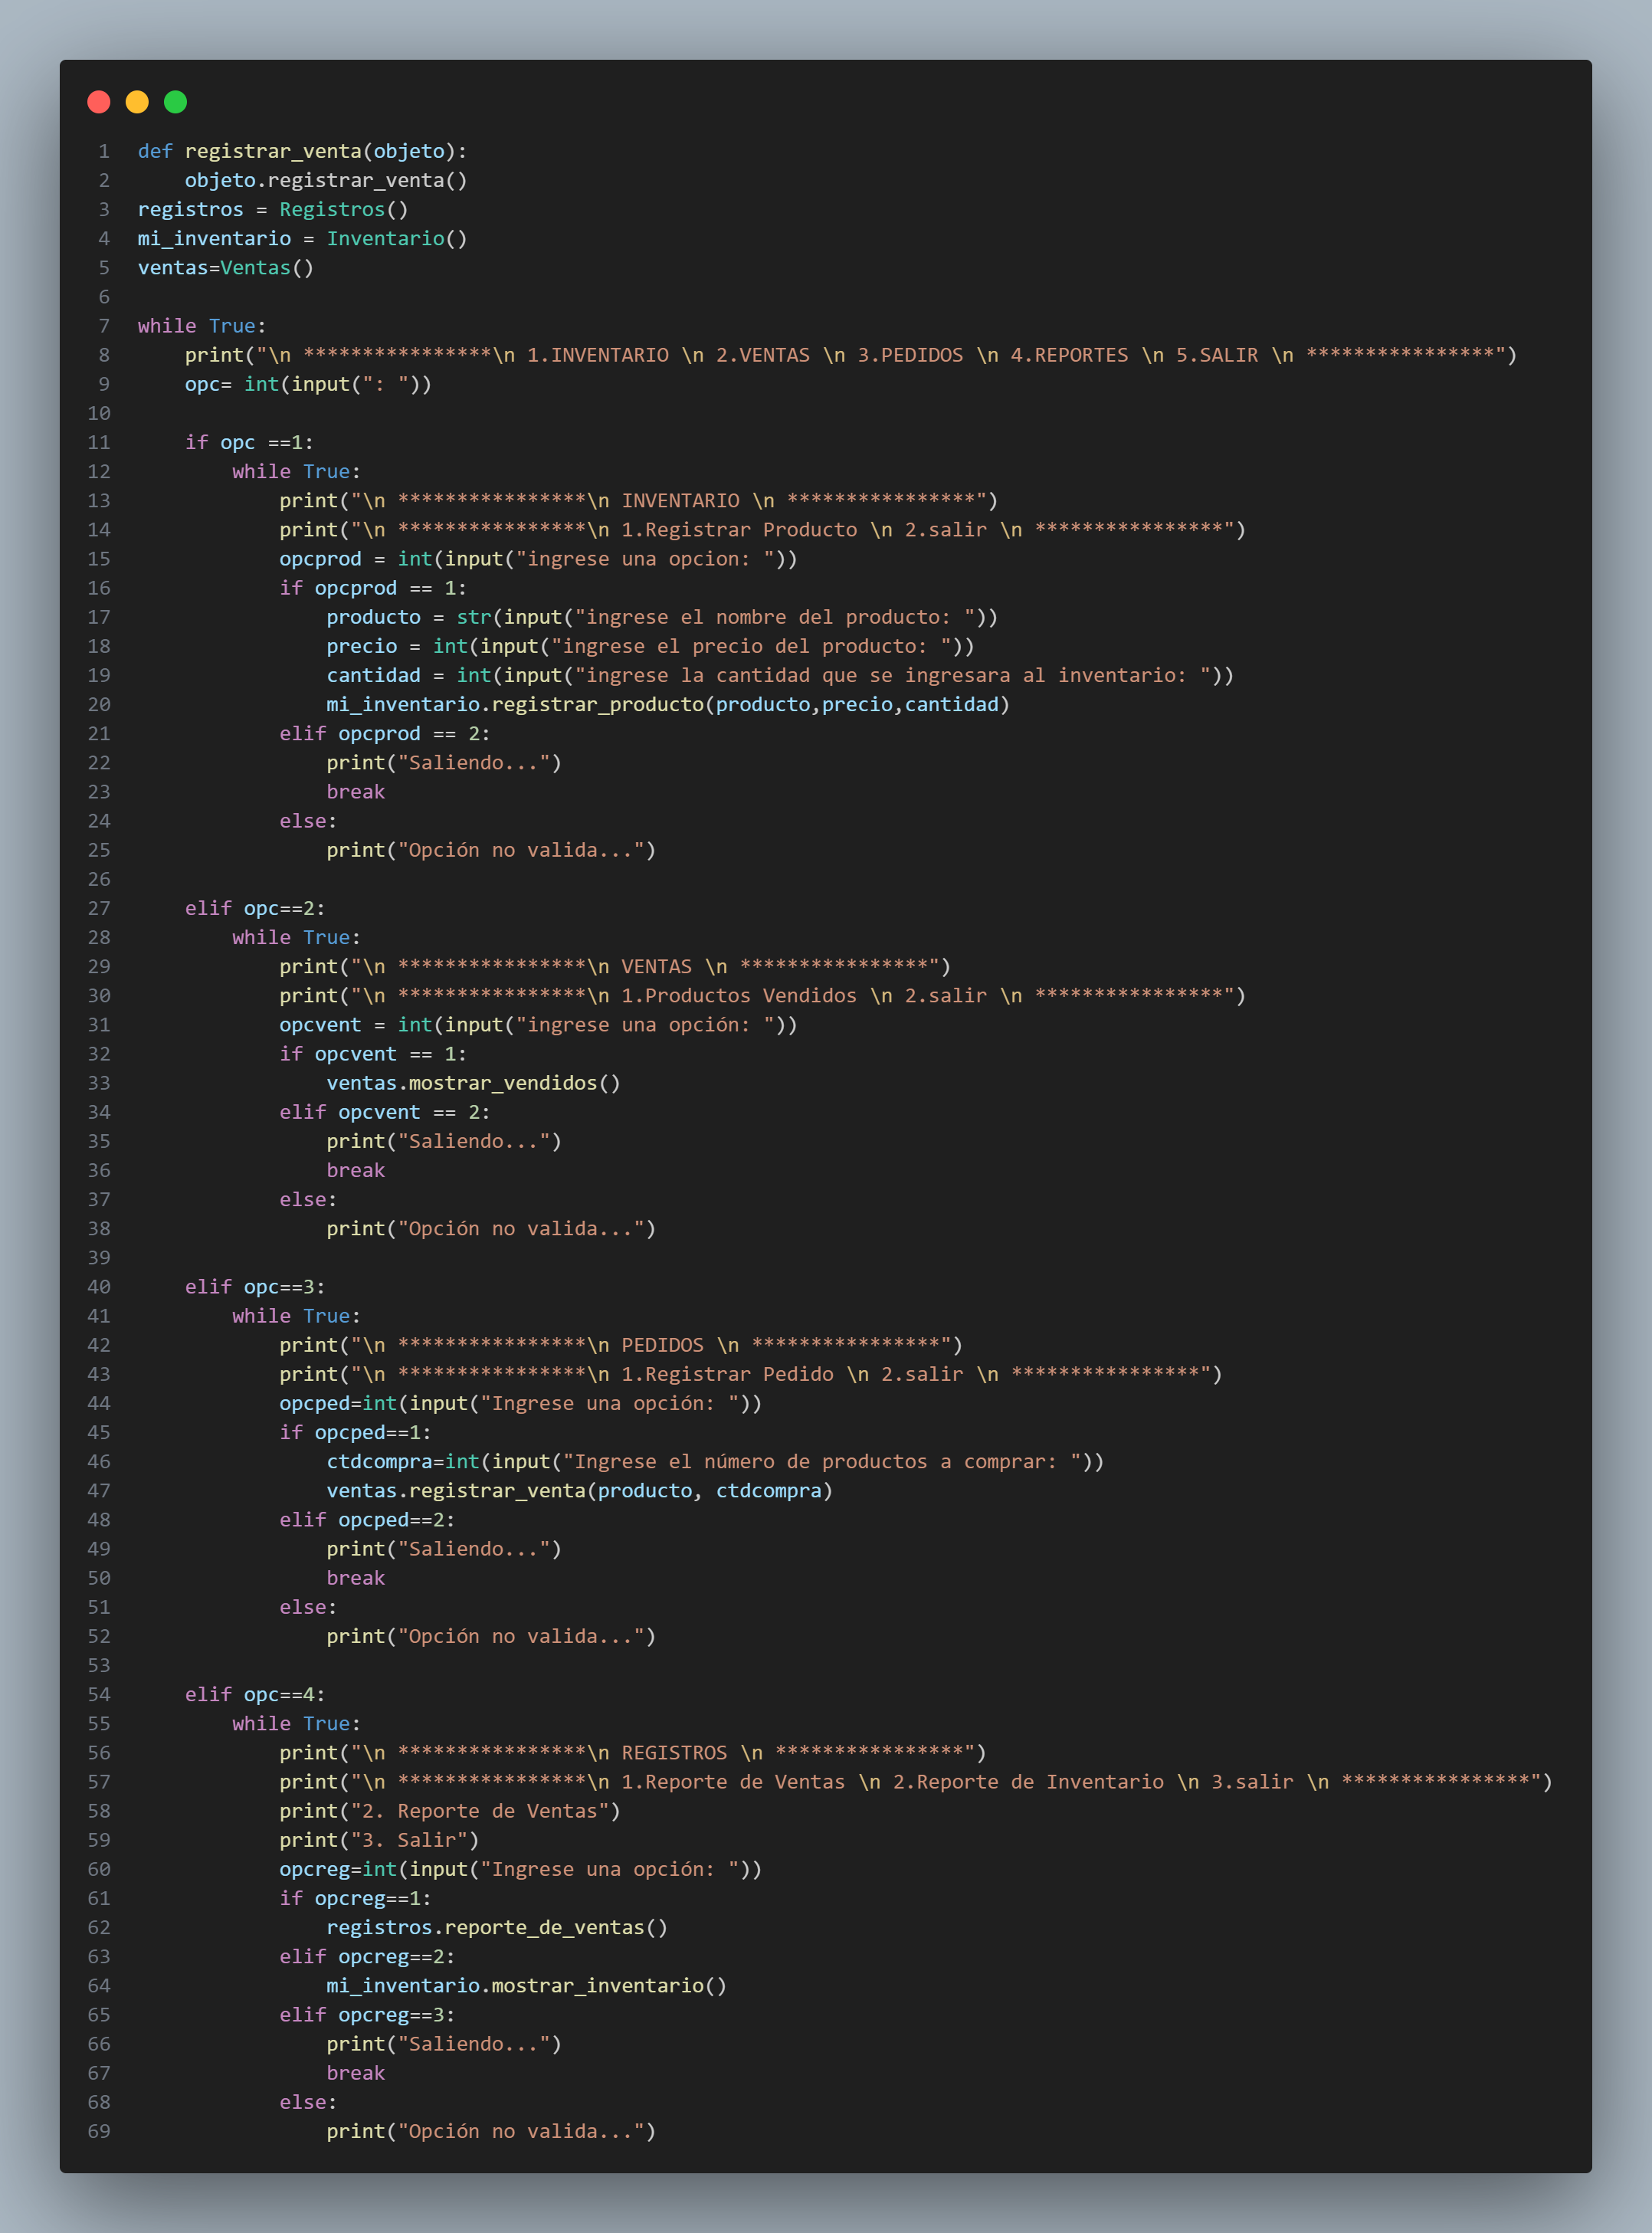 1 def registrar_venta(objeto):
2     objeto.registrar_venta()
3 registros = Registros()
4 mi_inventario = Inventario()
5 ventas=Ventas()
6
7 while True:
8     print("\n ****************\n 1.INVENTARIO \n 2.VENTAS \n 3.PEDIDOS \n 4.REPORTES \n 5.SALIR \n ****************")
9     opc= int(input(": "))
10
11     if opc ==1:
12         while True:
13             print("\n ****************\n INVENTARIO \n ****************")
14             print("\n ****************\n 1.Registrar Producto \n 2.salir \n ****************")
15             opcprod = int(input("ingrese una opcion: "))
16             if opcprod == 1:
17                 producto = str(input("ingrese el nombre del producto: "))
18                 precio = int(input("ingrese el precio del producto: "))
19                 cantidad = int(input("ingrese la cantidad que se ingresara al inventario: "))
20                 mi_inventario.registrar_producto(producto,precio,cantidad)
21             elif opcprod == 2:
22                 print("Saliendo...")
23                 break
24             else:
25                 print("Opción no valida...")
26
27     elif opc==2:
28         while True:
29             print("\n ****************\n VENTAS \n ****************")
30             print("\n ****************\n 1.Productos Vendidos \n 2.salir \n ****************")
31             opcvent = int(input("ingrese una opción: "))
32             if opcvent == 1:
33                 ventas.mostrar_vendidos()
34             elif opcvent == 2:
35                 print("Saliendo...")
36                 break
37             else:
38                 print("Opción no valida...")
39
40     elif opc==3:
41         while True:
42             print("\n ****************\n PEDIDOS \n ****************")
43             print("\n ****************\n 1.Registrar Pedido \n 2.salir \n ****************")
44             opcped=int(input("Ingrese una opción: "))
45             if opcped==1:
46                 ctdcompra=int(input("Ingrese el número de productos a comprar: "))
47                 ventas.registrar_venta(producto, ctdcompra)
48             elif opcped==2:
49                 print("Saliendo...")
50                 break
51             else:
52                 print("Opción no valida...")
53
54     elif opc==4:
55         while True:
56             print("\n ****************\n REGISTROS \n ****************")
57             print("\n ****************\n 1.Reporte de Ventas \n 2.Reporte de Inventario \n 3.salir \n ****************")
58             print("2. Reporte de Ventas")
59             print("3. Salir")
60             opcreg=int(input("Ingrese una opción: "))
61             if opcreg==1:
62                 registros.reporte_de_ventas()
63             elif opcreg==2:
64                 mi_inventario.mostrar_inventario()
65             elif opcreg==3:
66                 print("Saliendo...")
67                 break
68             else:
69                 print("Opción no valida...")